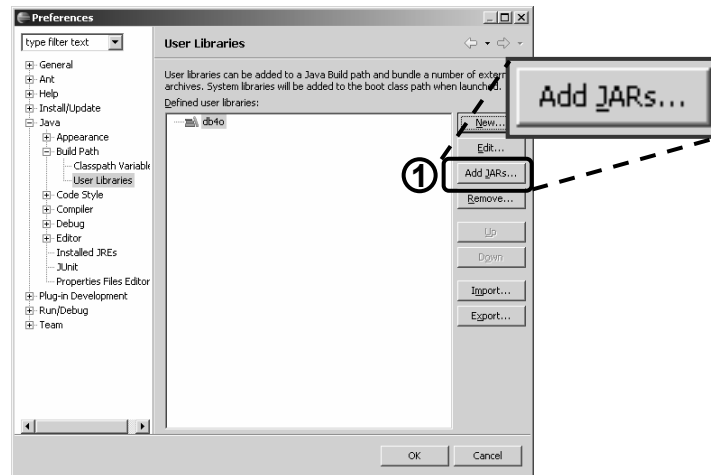 Preferences
type filter text
User Libraries
General
Ant
Help
Install/Update
Java
Appearance
Build Path
Classpath Variable
User Libraries
Code Style
Compiler
Debug
Editor
Installed JREs
JUnit
Properties Files Editor
Plug-in Development
Run/Debug
Team
User libraries can be added to a Java Build path and bundle a number of extern
archives. System libraries will be added to the boot class path when launched.
Defined user libraries:
db4o
New...
Edit...
Add JARs...
Remove...
Up
Down
Import...
Export...
OK
Cancel
1
Add JARs...